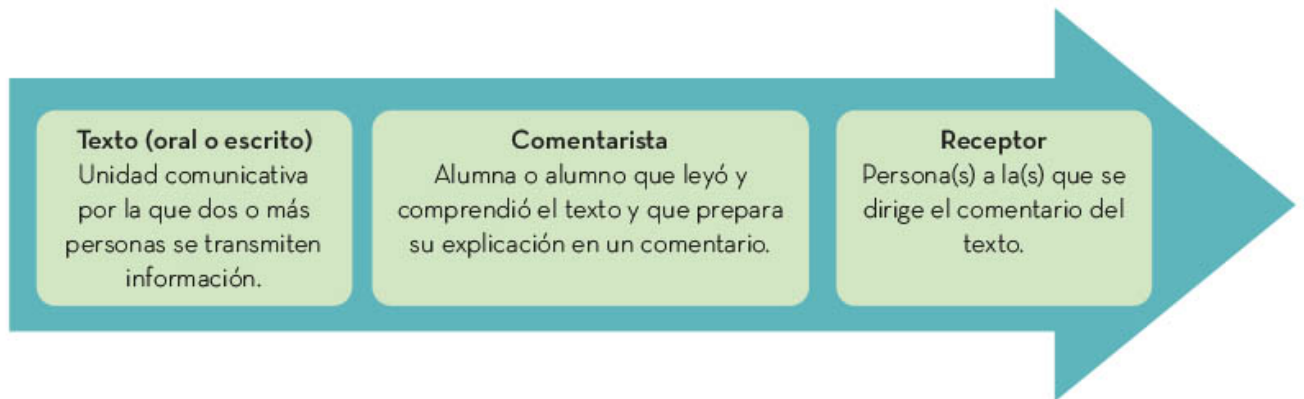 Texto (oral o escrito)
Unidad comunicativa
por la que dos o más
personas se transmiten
información.
Comentarista
Alumna o alumno que leyó y
comprendió el texto y que prepara
su explicación en un comentario.
Receptor
Persona(s) a la(s) que se
dirige el comentario del
texto.